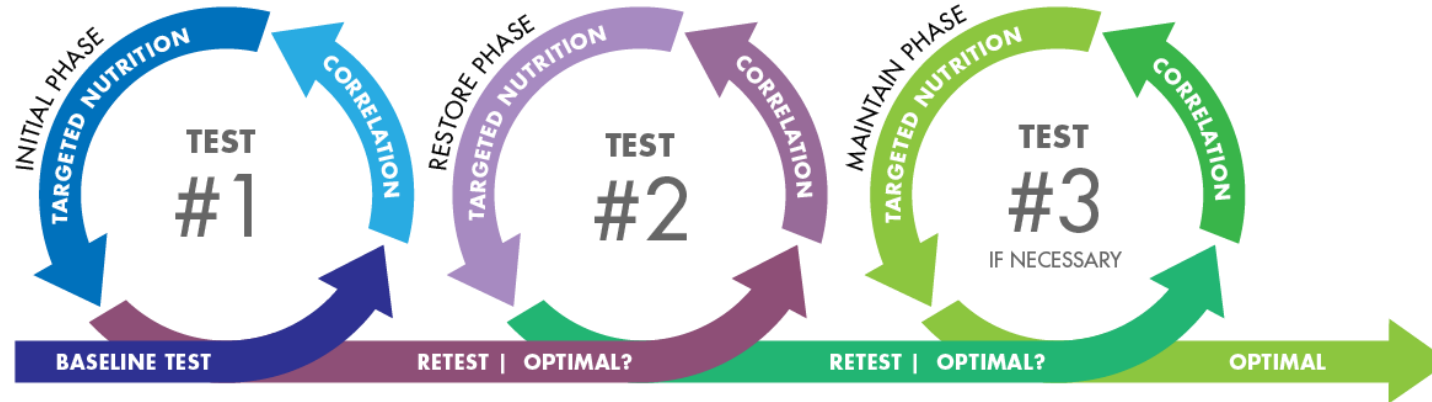 INITIAL PHASE
TARGETED NUTRITION
CORRELATION
TEST
#1
RESTORE PHASE
TARGETED NUTRITION
CORRELATION
TEST
#2
MAINTAIN PHASE
TARGETED NUTRITION
CORRELATION
TEST
#3
IF NECESSARY
BASELINE TEST
RETEST | OPTIMAL?
RETEST | OPTIMAL?
OPTIMAL